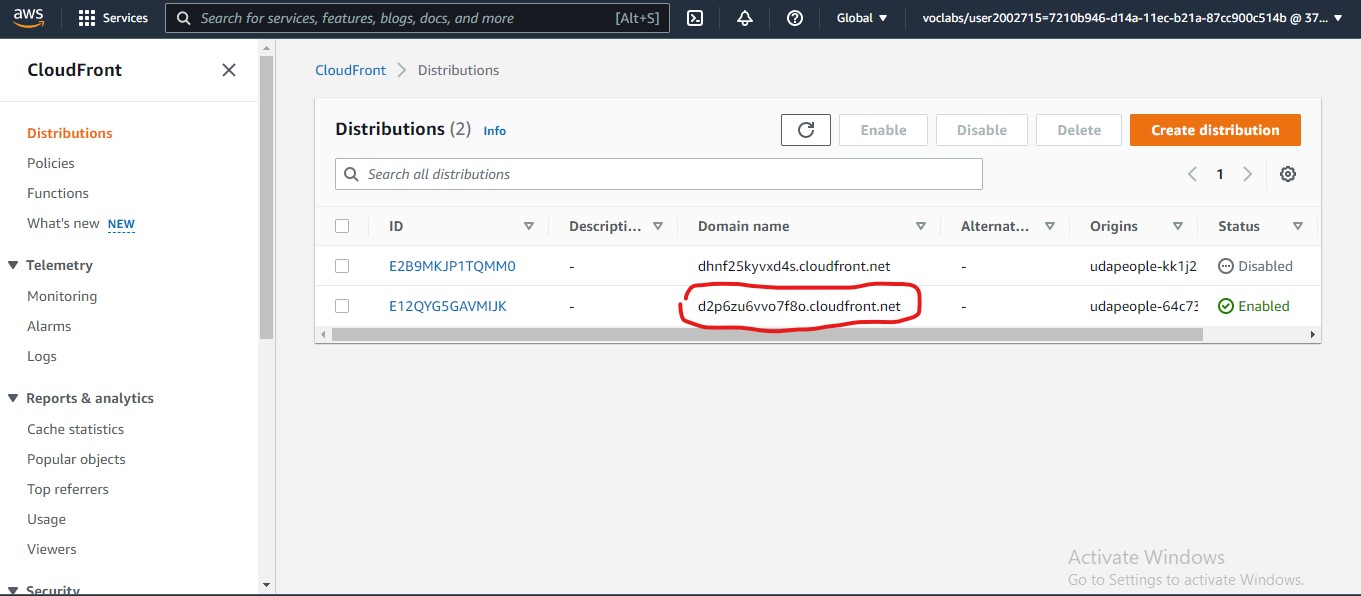 aws Services Search for services, features, blogs, docs, and more [Alt+S] Global voclabs/user2002715=7210b946-d14a-11ec-b21a-87cc900c514b @ 37...
CloudFront
Distributions
Policies
Functions
What's new NEW
Telemetry
Monitoring
Alarms
Logs
Reports & analytics
Cache statistics
Popular objects
Top referrers
Usage
Viewers
Security
CloudFront Distributions
Distributions (2) Info Enable Disable Delete Create distribution
Search all distributions 1
ID Descripti... Domain name Alternat... Origins Status
E2B9MKJP1TQMM0 - dhnf25kyvxd4s.cloudfront.net - udapeople-kk1j2 Disabled
E12QYG5GAVMIJK - d2p6zu6vvo7f8o.cloudfront.net - udapeople-64c73 Enabled
Activate Windows
Go to Settings to activate Windows.